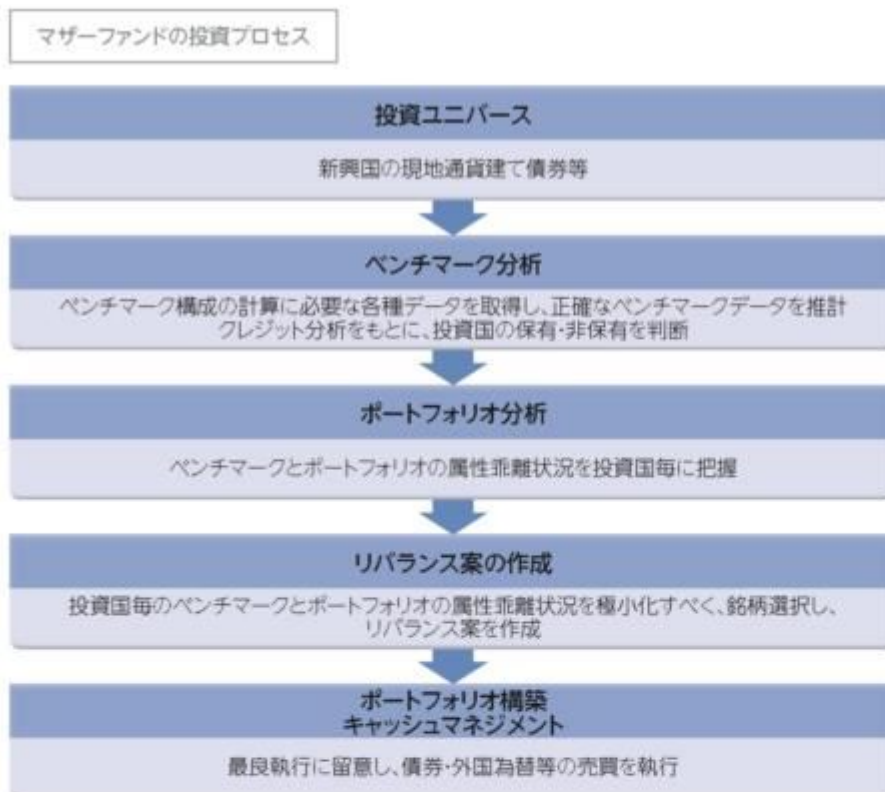 マザーファンドの投資プロセス
投資ユニバース
新興国の現地通貨建て債券等
ベンチマーク分析
ベンチマーク構成の計算に必要な各種データを取得し、正確なベンチマークデータを推計
クレジット分析をもとに、投資国の保有・非保有を判断
ポートフォリオ分析
ベンチマークとポートフォリオの属性乖離状況を投資国毎に把握
リバランス案の作成
投資国毎のベンチマークとポートフォリオの属性乖離状況を極小化すべく、銘柄選択し、
リバランス案を作成
ポートフォリオ構築
キャッシュマネジメント
最良執行に留意し、債券・外国為替等の売買を執行